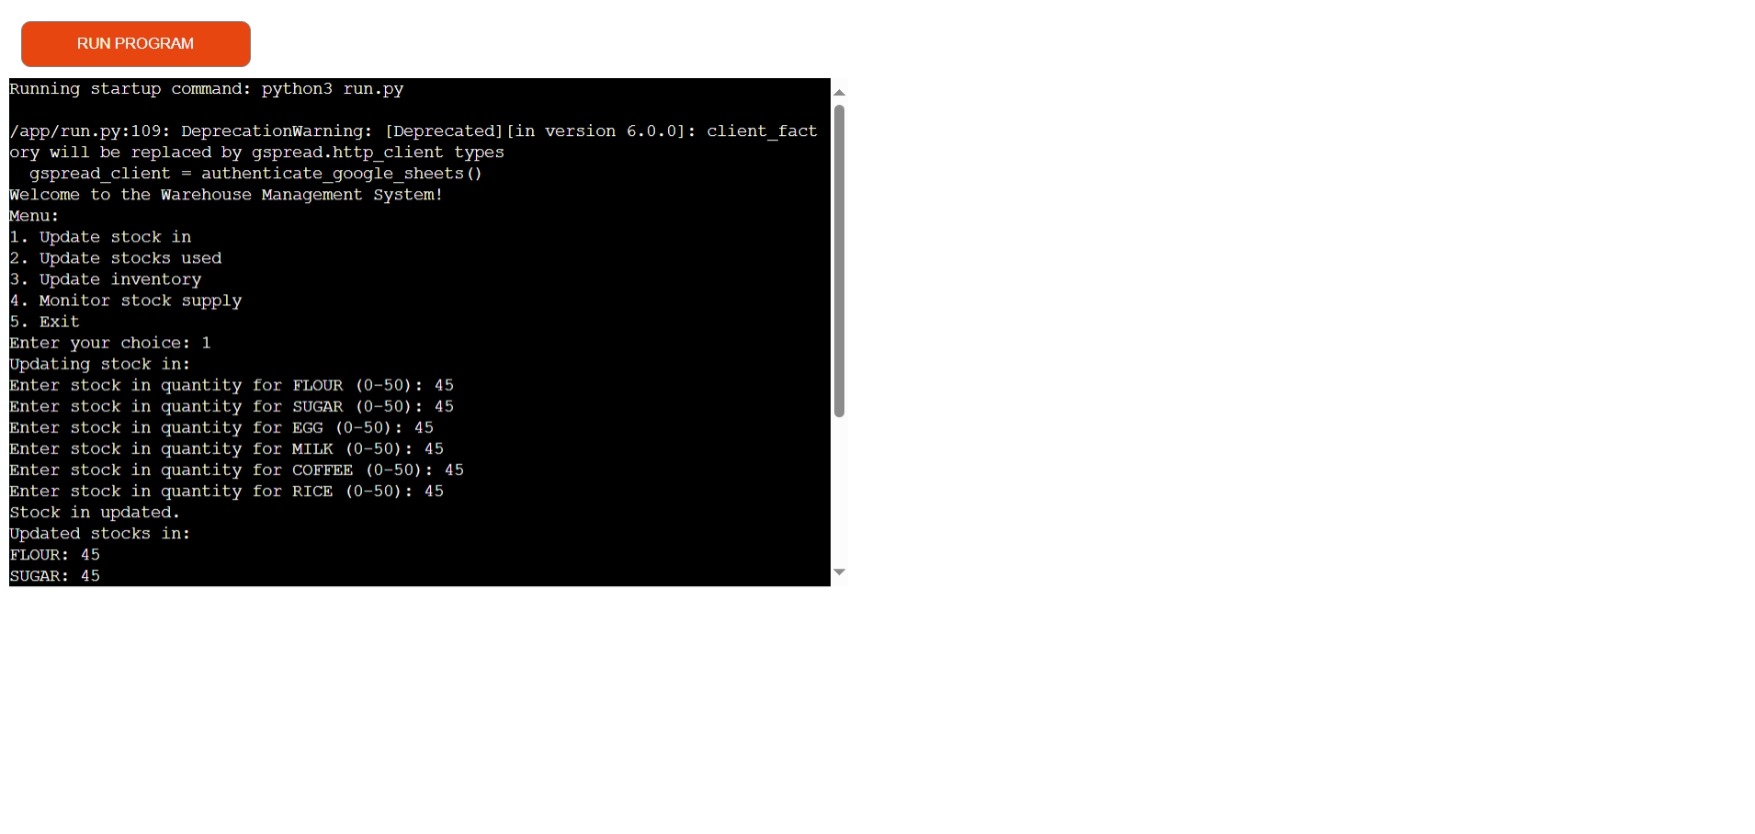 RUN PROGRAM
Running startup command: python3 run.py
/app/run.py:109: DeprecationWarning: [Deprecated][in version 6.0.0]: client_fact
ory will be replaced by gspread.http_client types
  gspread_client = authenticate_google_sheets()
Welcome to the Warehouse Management System!
Menu:
1. Update stock in
2. Update stocks used
3. Update inventory
4. Monitor stock supply
5. Exit
Enter your choice: 1
Updating stock in:
Enter stock in quantity for FLOUR (0-50): 45
Enter stock in quantity for SUGAR (0-50): 45
Enter stock in quantity for EGG (0-50): 45
Enter stock in quantity for MILK (0-50): 45
Enter stock in quantity for COFFEE (0-50): 45
Enter stock in quantity for RICE (0-50): 45
Stock in updated.
Updated stocks in:
FLOUR: 45
SUGAR: 45